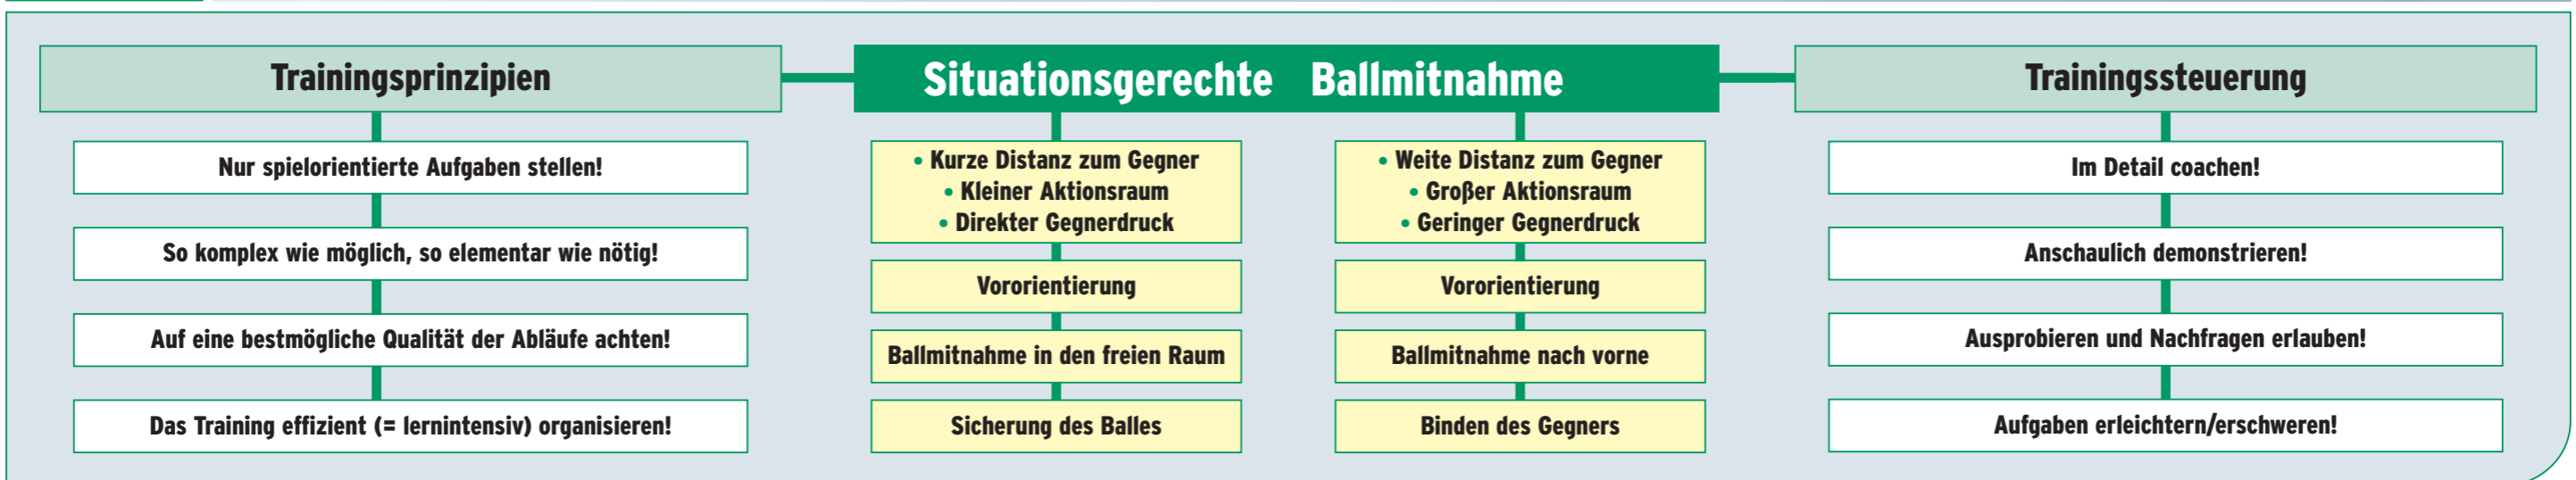 Trainingsprinzipien
Nur spielorientierte Aufgaben stellen!
So komplex wie möglich, so elementar wie nötig!
Auf eine bestmögliche Qualität der Abläufe achten!
Das Training effizient (= lernintensiv) organisieren!
Situationsgerechte Ballmitnahme
• Kurze Distanz zum Gegner
• Kleiner Aktionsraum
• Direkter Gegnerdruck
Vororientierung
Ballmitnahme in den freien Raum
Sicherung des Balles
• Weite Distanz zum Gegner
• Großer Aktionsraum
• Geringer Gegnerdruck
Vororientierung
Ballmitnahme nach vorne
Binden des Gegners
Trainingssteuerung
Im Detail coachen!
Anschaulich demonstrieren!
Ausprobieren und Nachfragen erlauben!
Aufgaben erleichtern/erschweren!